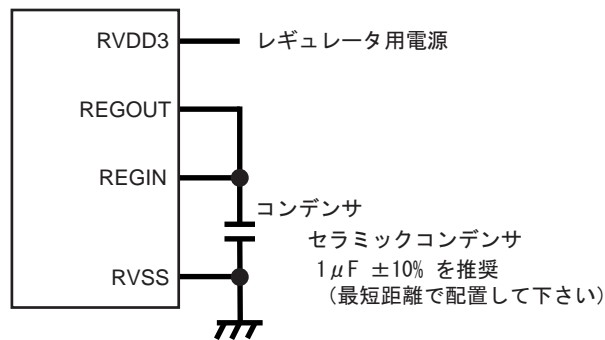 RVDD3 レギュレータ用電源
REGOUT
REGIN
コンデンサ
セラミックコンデンサ
1μF ±10% を推奨
RVSS
（最短距離で配置して下さい）